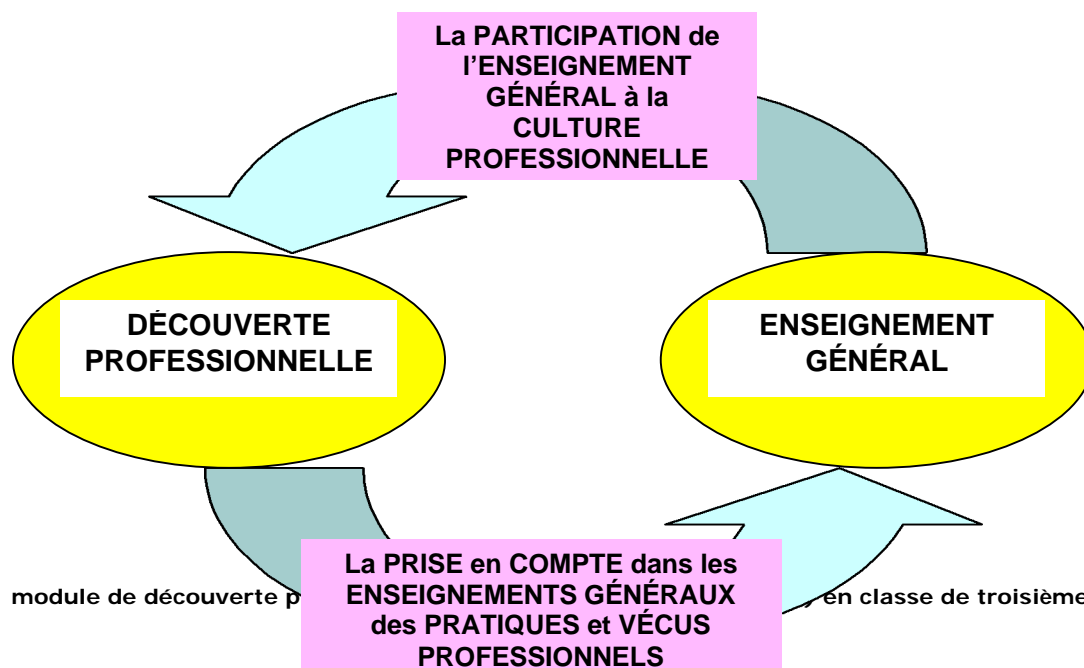 La PARTICIPATION de
l’ENSEIGNEMENT
GÉNÉRAL à la
CULTURE
PROFESSIONNELLE
DÉCOUVERTE
PROFESSIONNELLE
ENSEIGNEMENT
GÉNÉRAL
La PRISE en COMPTE dans les
ENSEIGNEMENTS GÉNÉRAUX
des PRATIQUES et VÉCUS
PROFESSIONNELS
module de découverte en classe de troisième